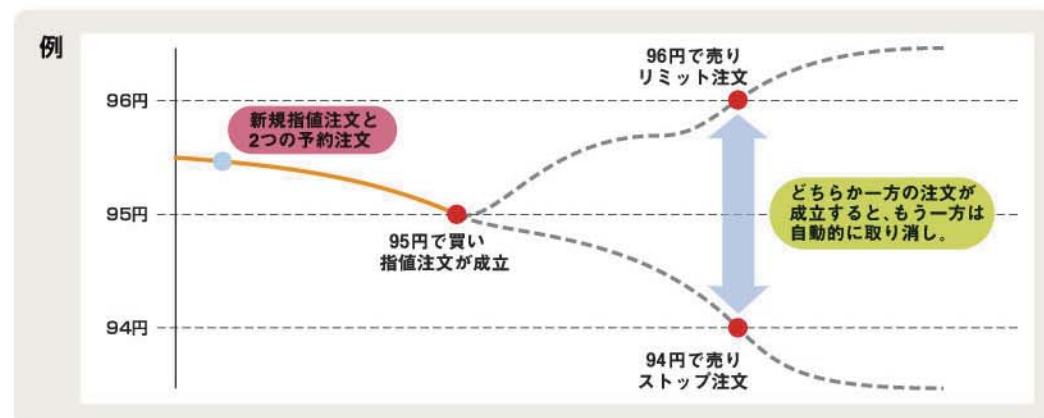 例
96円で売り
リミット注文
96円
新規指値注文と
2つの予約注文
どちらか一方の注文が
成立すると、もう一方は
自動的に取り消し。
95円
95円で買い
指値注文が成立
94円
94円で売り
ストップ注文